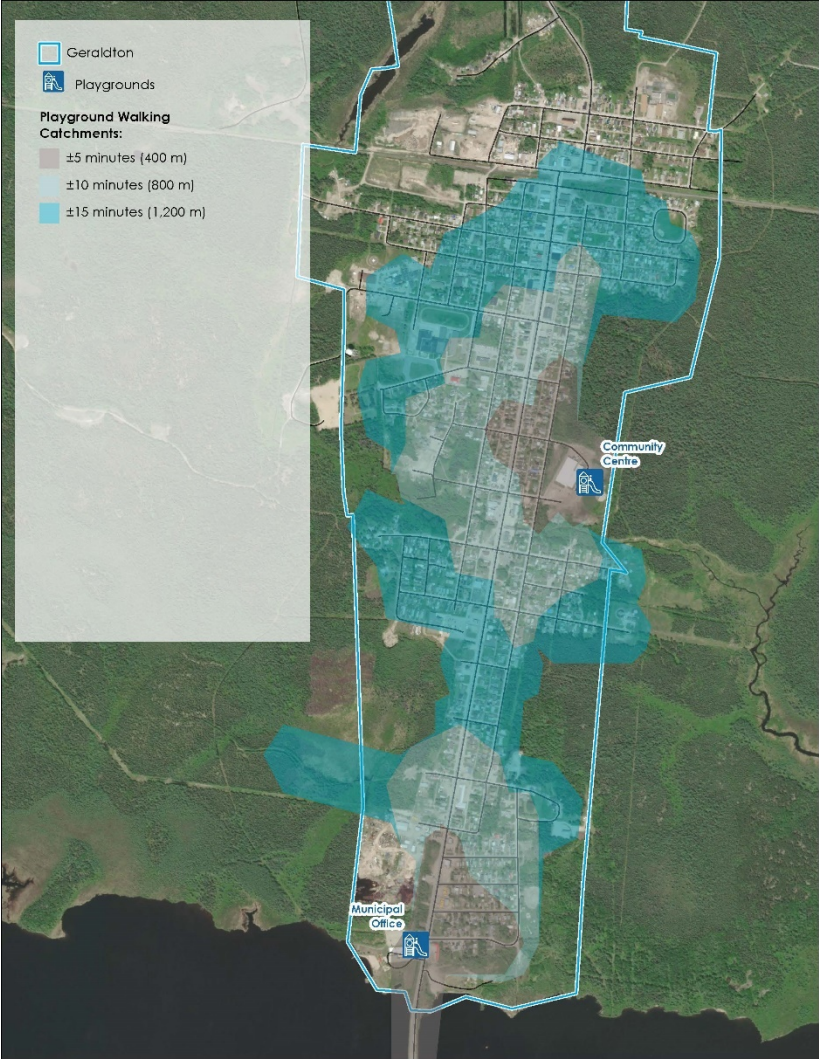 Geraldton
Playgrounds
Playground Walking
Catchments:
±5 minutes (400 m)
±10 minutes (800 m)
±15 minutes (1,200 m)
Community
Centre
Municipal
Office